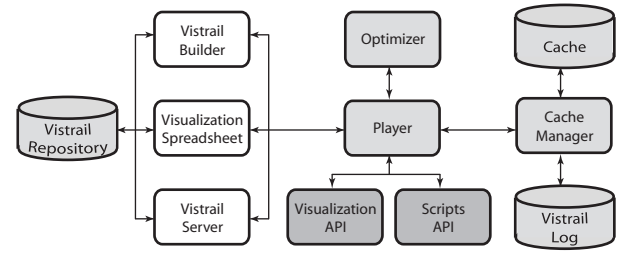 Vistrail
Builder
Optimizer
Cache
Vistrail
Repository
Visualization
Spreadsheet
Player
Cache
Manager
Vistrail
Server
Visualization
API
Scripts
API
Vistrail
Log